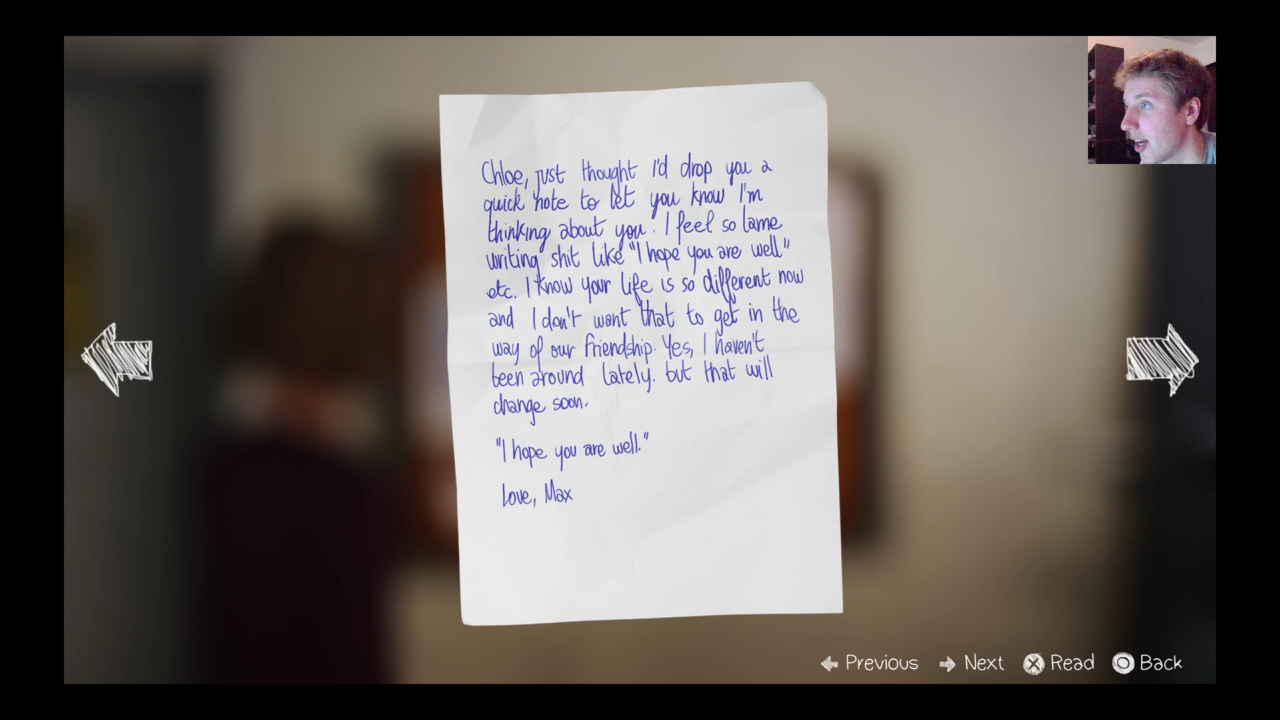 Chloe, just thought I'd drop you a
quick note to let you know I'm
thinking about you. I feel so lame
writing shit like "I hope you are well"
etc. I know your life is so different now
and I don't want that to get in the
way of our friendship. Yes, I haven't
been around lately. but that will
change soon.
"I hope you are well."
Love, Max
Previous Next Read Back